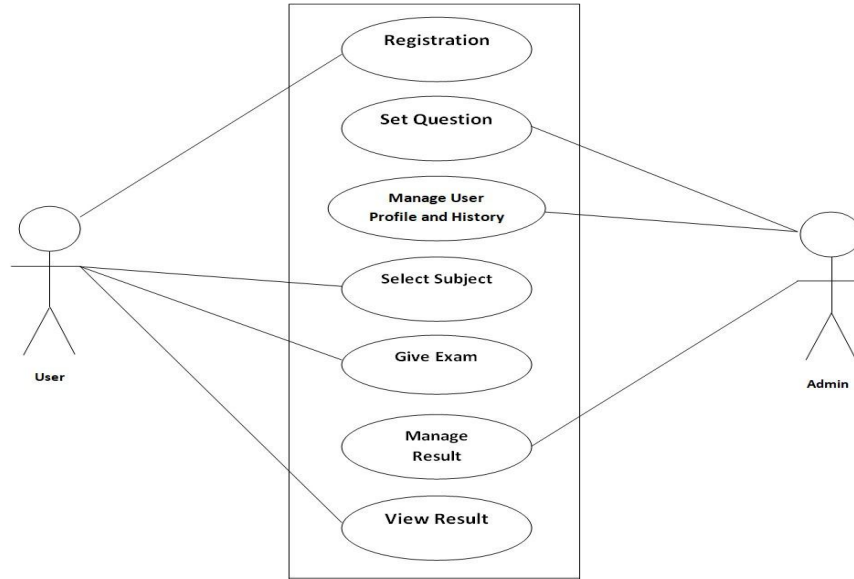 Registration
Set Question
Manage User
Profile and History
Select Subject
Give Exam
User
Admin
Manage
Result
View Result